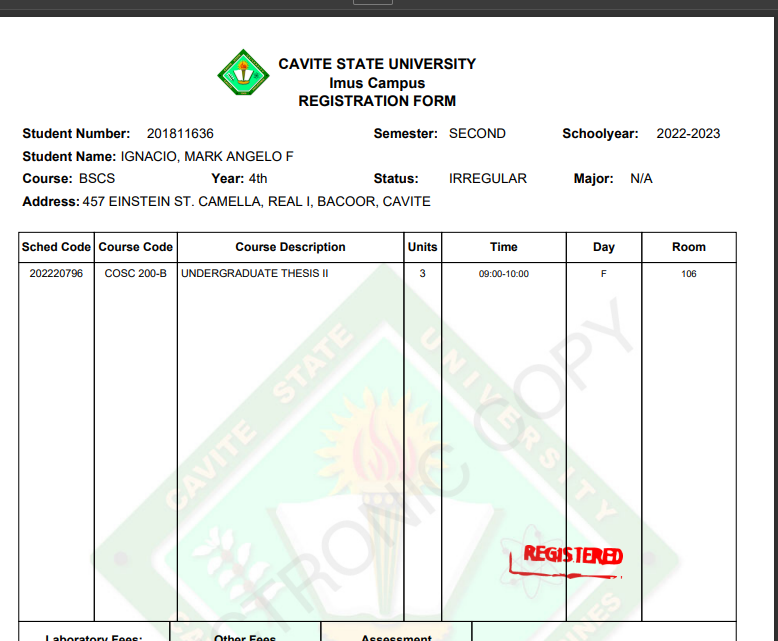 CAVITE STATE UNIVERSITY
Imus Campus
REGISTRATION FORM
Student Number: 201811636 Semester: SECOND Schoolyear: 2022-2023
Student Name: IGNACIO, MARK ANGELO F
Course: BSCS Year: 4th Status: IRREGULAR Major: N/A
Address: 457 EINSTEIN ST. CAMELLA, REAL I, BACOOR, CAVITE
Sched Code Course Code Course Description Units Time Day Room
202220796 COSC 200-B UNDERGRADUATE THESIS II 3 09:00-10:00 F 106
CAVITE STATE UNIVERSITY
CTRONIC COPY
REGISTERED
Laboratory Fees: Other Fees Assessment